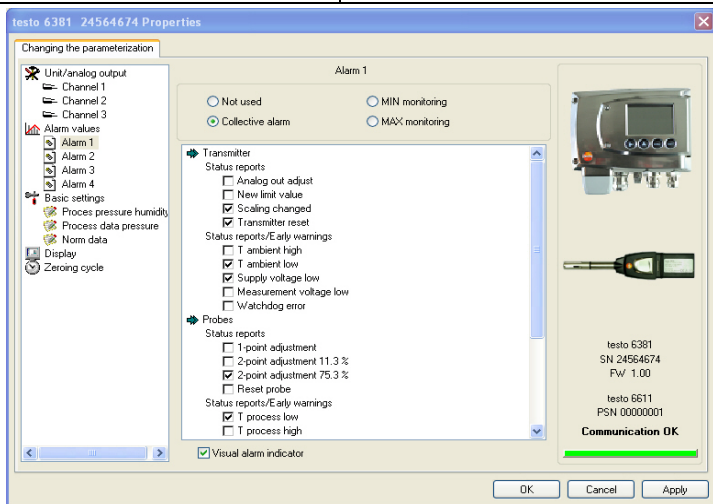 testo 6381 24564674 Properties
Changing the parameterization
Unit/analog output
Channel 1
Channel 2
Channel 3
Alarm values
Alarm 1
Alarm 2
Alarm 3
Alarm 4
Basic settings
Proces pressure humidity
Process data pressure
Norm data
Display
Zeroing cycle
Alarm 1
Not used
MIN monitoring
Collective alarm
MAX monitoring
Transmitter
Status reports
Analog out adjust
New limit value
Scaling changed
Transmitter reset
Status reports/Early warnings
T ambient high
T ambient low
Supply voltage low
Measurement voltage low
Watchdog error
Probes
Status reports
1-point adjustment
2-point adjustment 11.3 %
2-point adjustment 75.3 %
Reset probe
Status reports/Early warnings
T process low
T process high
Visual alarm indicator
testo 6381
SN 24564674
FW 1.00
testo 6611
PSN 00000001
Communication OK
OK
Cancel
Apply